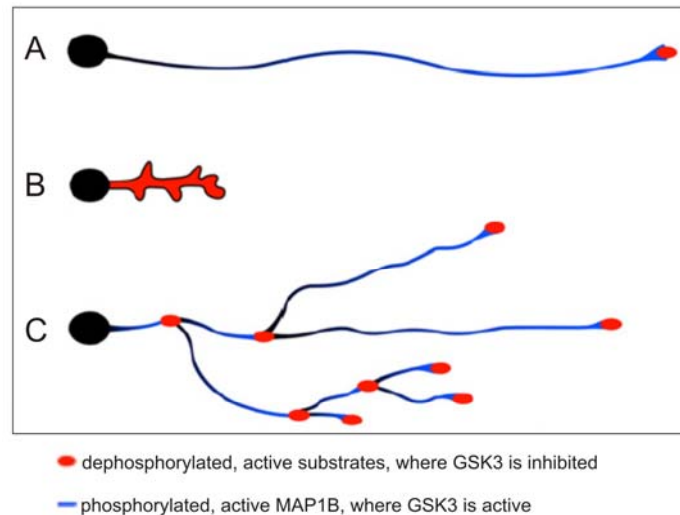 A
B
C
dephosphorylated, active substrates, where GSK3 is inhibited
phosphorylated, active MAP1B, where GSK3 is active